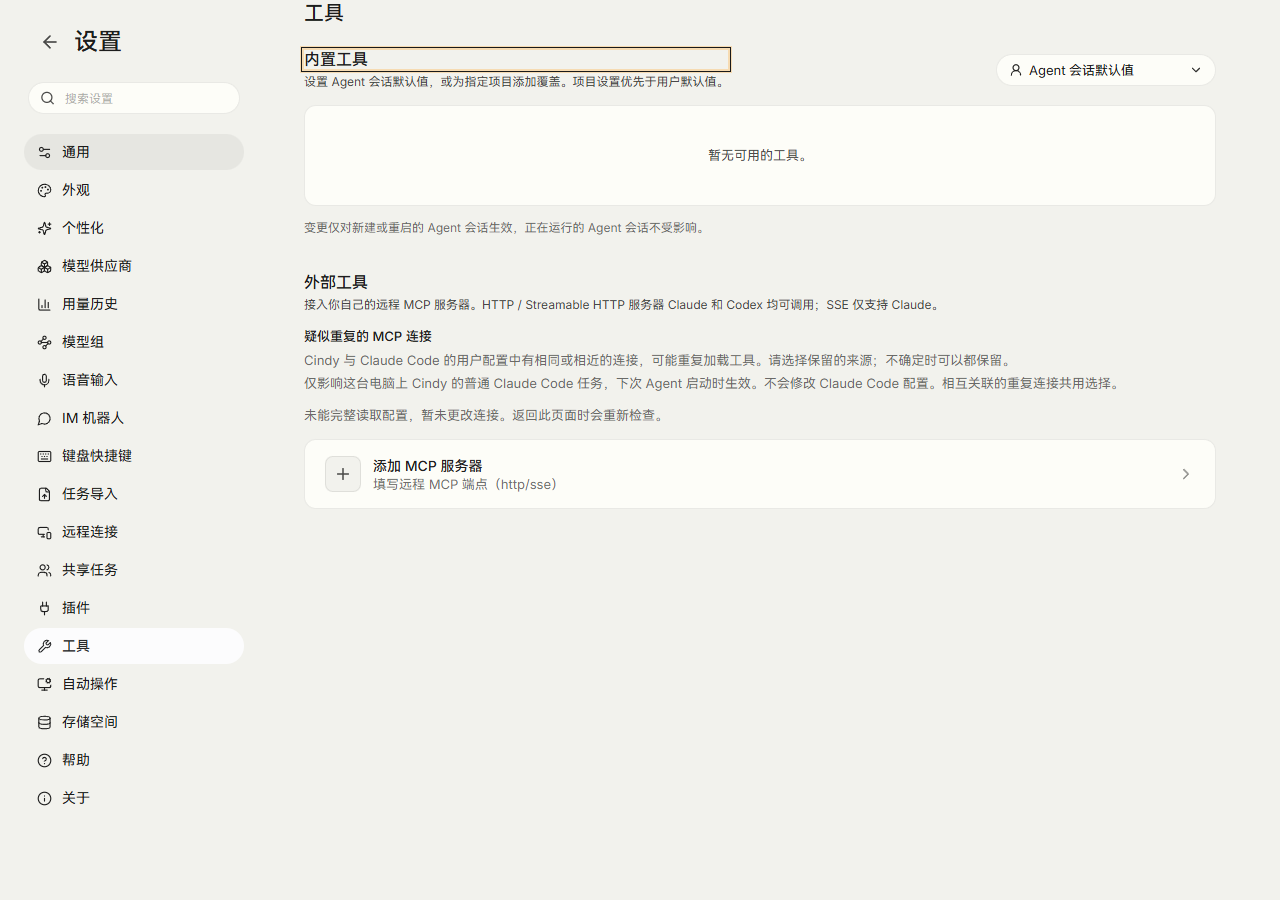 设置
搜索设置
通用
外观
个性化
模型供应商
用量历史
模型组
语音输入
IM 机器人
键盘快捷键
任务导入
远程连接
共享任务
插件
工具
自动操作
存储空间
帮助
关于
工具
内置工具
设置 Agent 会话默认值，或为指定项目添加覆盖。项目设置优先于用户默认值。
Agent 会话默认值
暂无可用的工具。
变更仅对新建或重启的 Agent 会话生效，正在运行的 Agent 会话不受影响。
外部工具
接入你自己的远程 MCP 服务器。HTTP / Streamable HTTP 服务器 Claude 和 Codex 均可调用；SSE 仅支持 Claude。
疑似重复的 MCP 连接
Cindy 与 Claude Code 的用户配置中有相同或相近的连接，可能重复加载工具。请选择保留的来源；不确定时可以都保留。
仅影响这台电脑上 Cindy 的普通 Claude Code 任务，下次 Agent 启动时生效。不会修改 Claude Code 配置。相互关联的重复连接共用选择。
未能完整读取配置，暂未更改连接。返回此页面时会重新检查。
添加 MCP 服务器
填写远程 MCP 端点（http/sse）